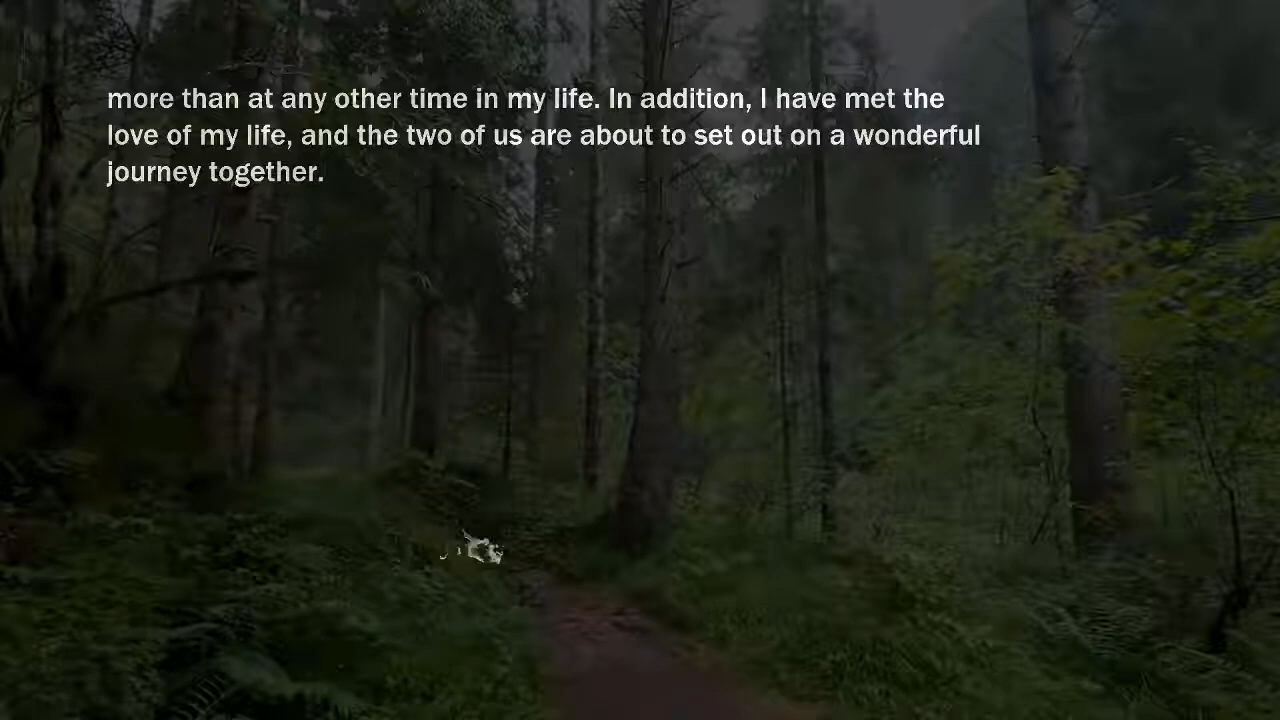 more than at any other time in my life. In addition, I have met the
love of my life, and the two of us are about to set out on a wonderful
journey together.